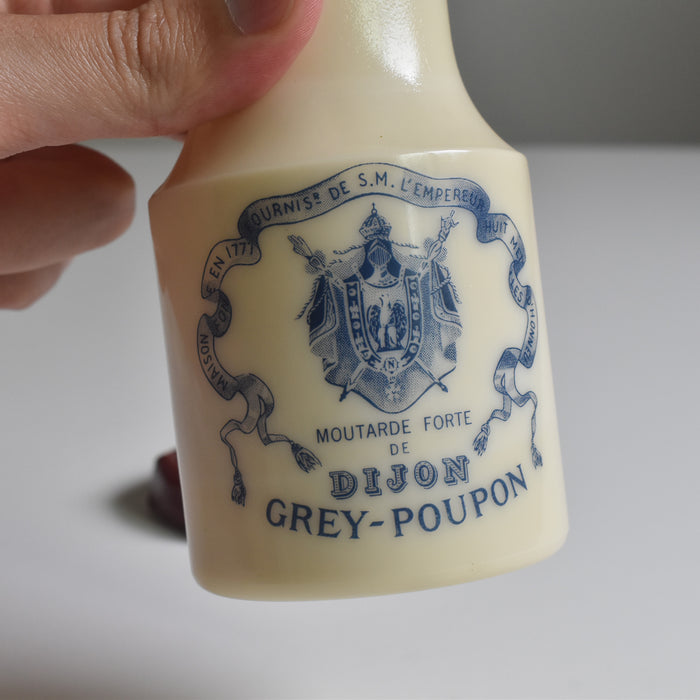 MAISON E EN 1777 FOURNISR DE S.M. L'EMPEREUR HUIT
N
MOUTARDE FORTE
DE
DIJON
GREY-POUPON